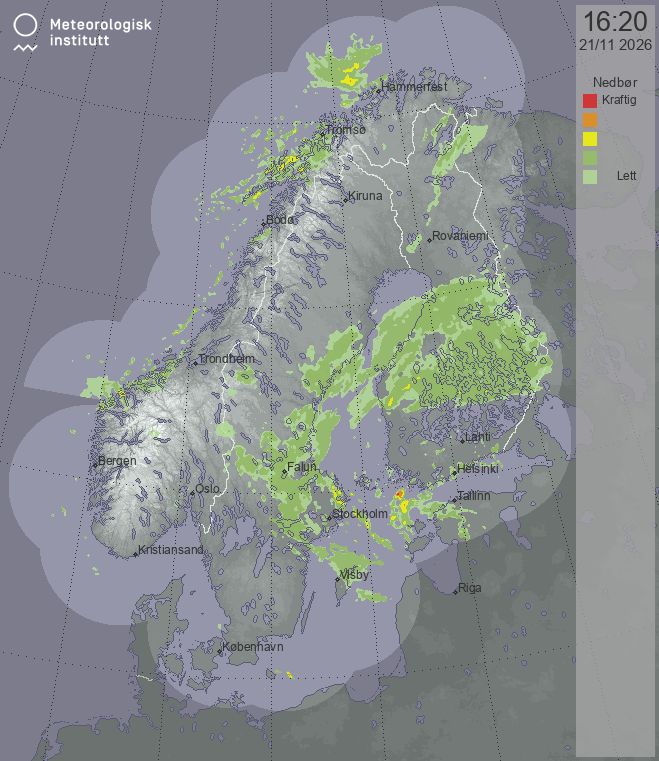 Meteorologisk
institutt
16:20
21/11 2026
Nedbør
Kraftig
Lett
Hammerfest
Tromsø
Kiruna
Bodø
Rovaniemi
Trondheim
Lahti
Bergen
Falun
Helsinki
Oslo
Tallinn
Stockholm
Kristiansand
Visby
Riga
København